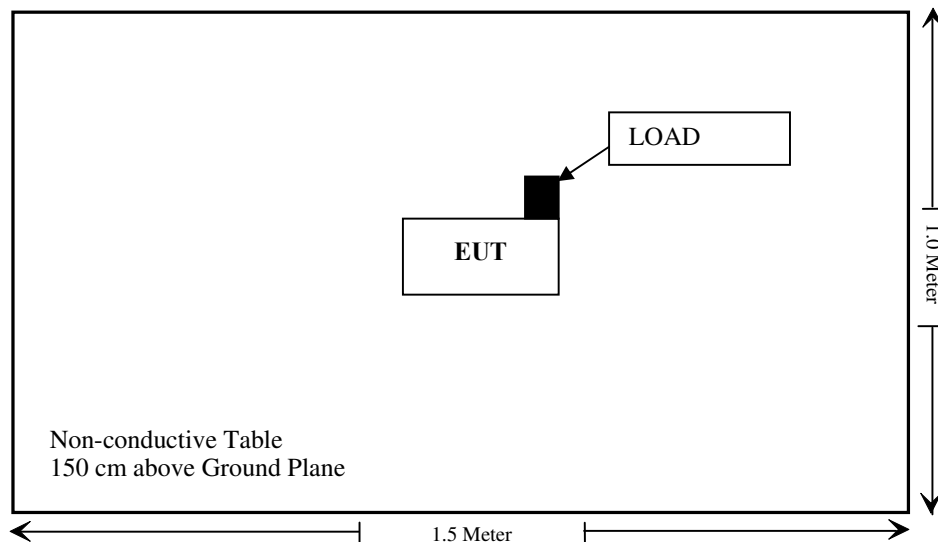 LOAD
EUT
1.0 Meter
Non-conductive Table
150 cm above Ground Plane
1.5 Meter